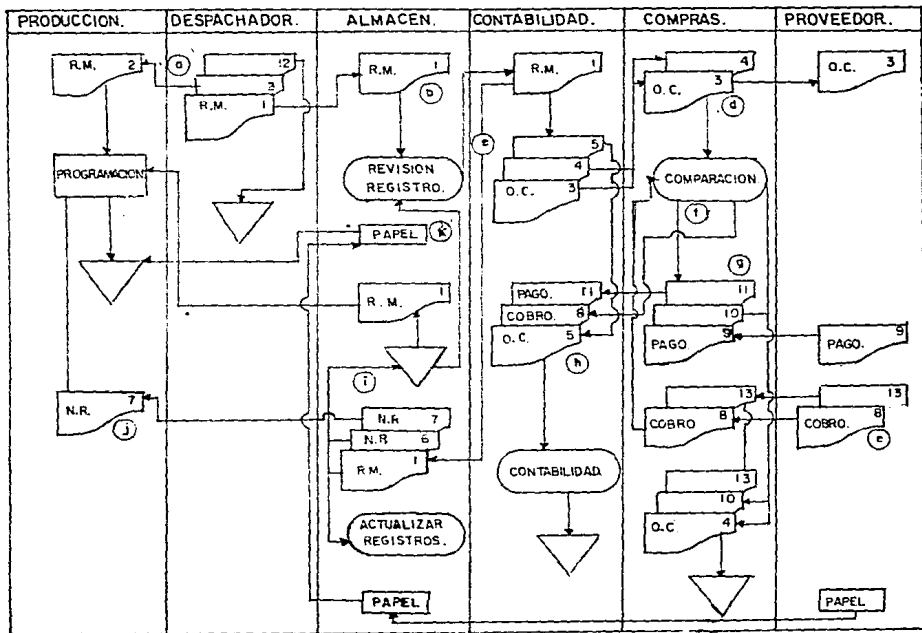 PRODUCCION.
DESPACHADOR.
ALMACEN.
CONTABILIDAD.
COMPRAS.
PROVEEDOR.
R.M. 2
a
12
3
R.M. 1
R.M. 1
b
R.M. 1
4
O.C. 3
d
O.C. 3
PROGRAMACION
REVISION
REGISTRO.
c
5
4
O.C. 3
COMPARACION
f
PAPEL
k
R.M. 1
PAGO. 11
COBRO. 8
O.C. 5
h
g
11
10
PAGO. 9
PAGO. 9
i
N.R. 7
j
N.R 7
N.R 6
R.M. 1
13
COBRO 8
13
COBRO. 8
e
CONTABILIDAD.
13
10
O.C. 4
ACTUALIZAR
REGISTROS.
PAPEL
PAPEL